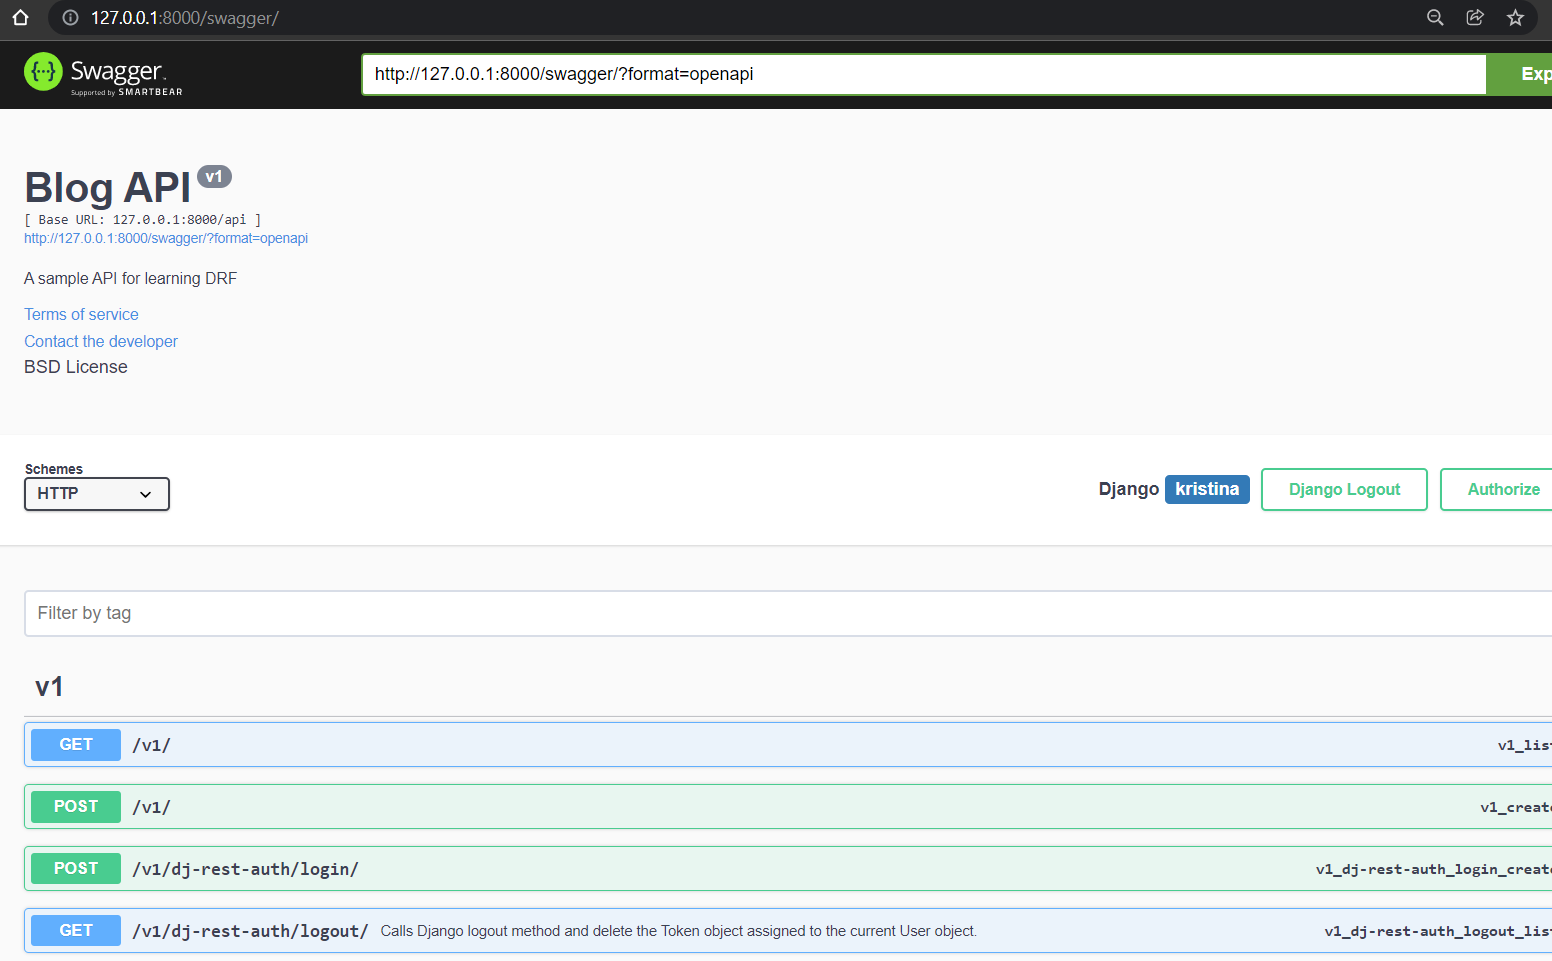 127.0.0.1:8000/swagger/
{···} Swagger.
Supported by SMARTBEAR
http://127.0.0.1:8000/swagger/?format=openapi
Exp
Blog API v1
[ Base URL: 127.0.0.1:8000/api ]
http://127.0.0.1:8000/swagger/?format=openapi
A sample API for learning DRF
Terms of service
Contact the developer
BSD License
Schemes
HTTP
Django kristina Django Logout Authorize
Filter by tag
v1
GET /v1/ v1_list
POST /v1/ v1_create
POST /v1/dj-rest-auth/login/ v1_dj-rest-auth_login_create
GET /v1/dj-rest-auth/logout/ Calls Django logout method and delete the Token object assigned to the current User object. v1_dj-rest-auth_logout_list